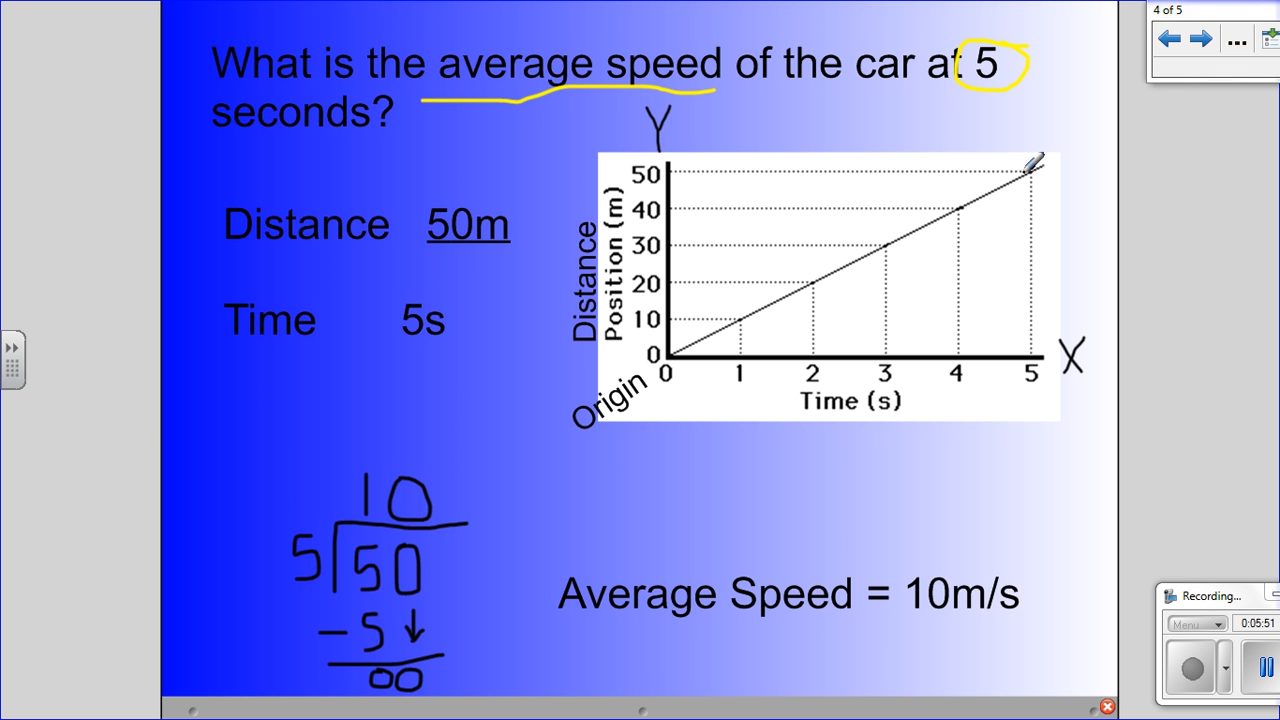 4 of 5
What is the average speed of the car at 5
seconds?
Y
Distance 50m
Time 5s
Distance
Position (m)
50
40
30
20
10
0
0 1 2 3 4 5
Time (s)
X
Origin
10
5 50
- 5 ↓
00
Average Speed = 10m/s
Recording...
Menu
0:05:51